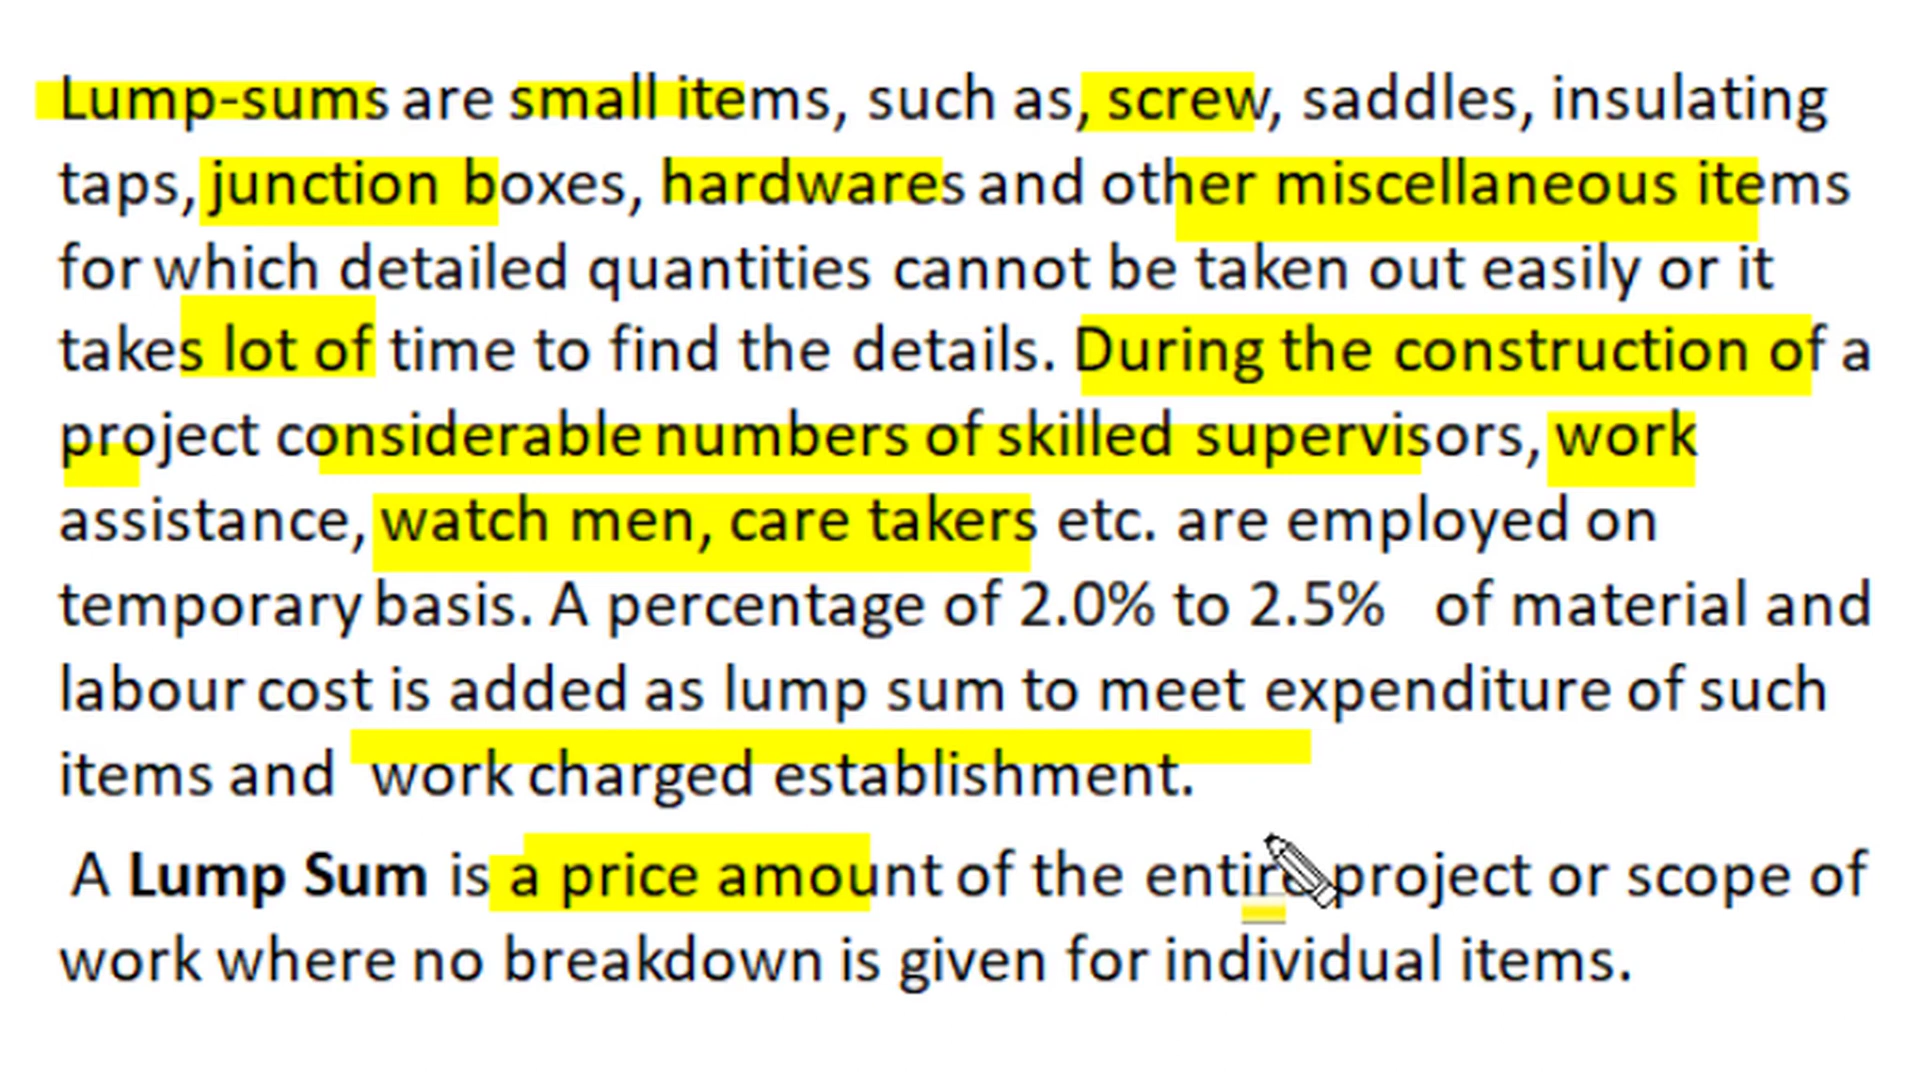 Lump-sums are small items, such as, screw, saddles, insulating
taps, junction boxes, hardwares and other miscellaneous items
for which detailed quantities cannot be taken out easily or it
takes lot of time to find the details. During the construction of a
project considerable numbers of skilled supervisors, work
assistance, watch men, care takers etc. are employed on
temporary basis. A percentage of 2.0% to 2.5% of material and
labour cost is added as lump sum to meet expenditure of such
items and work charged establishment.
A Lump Sum is a price amount of the entire project or scope of
work where no breakdown is given for individual items.